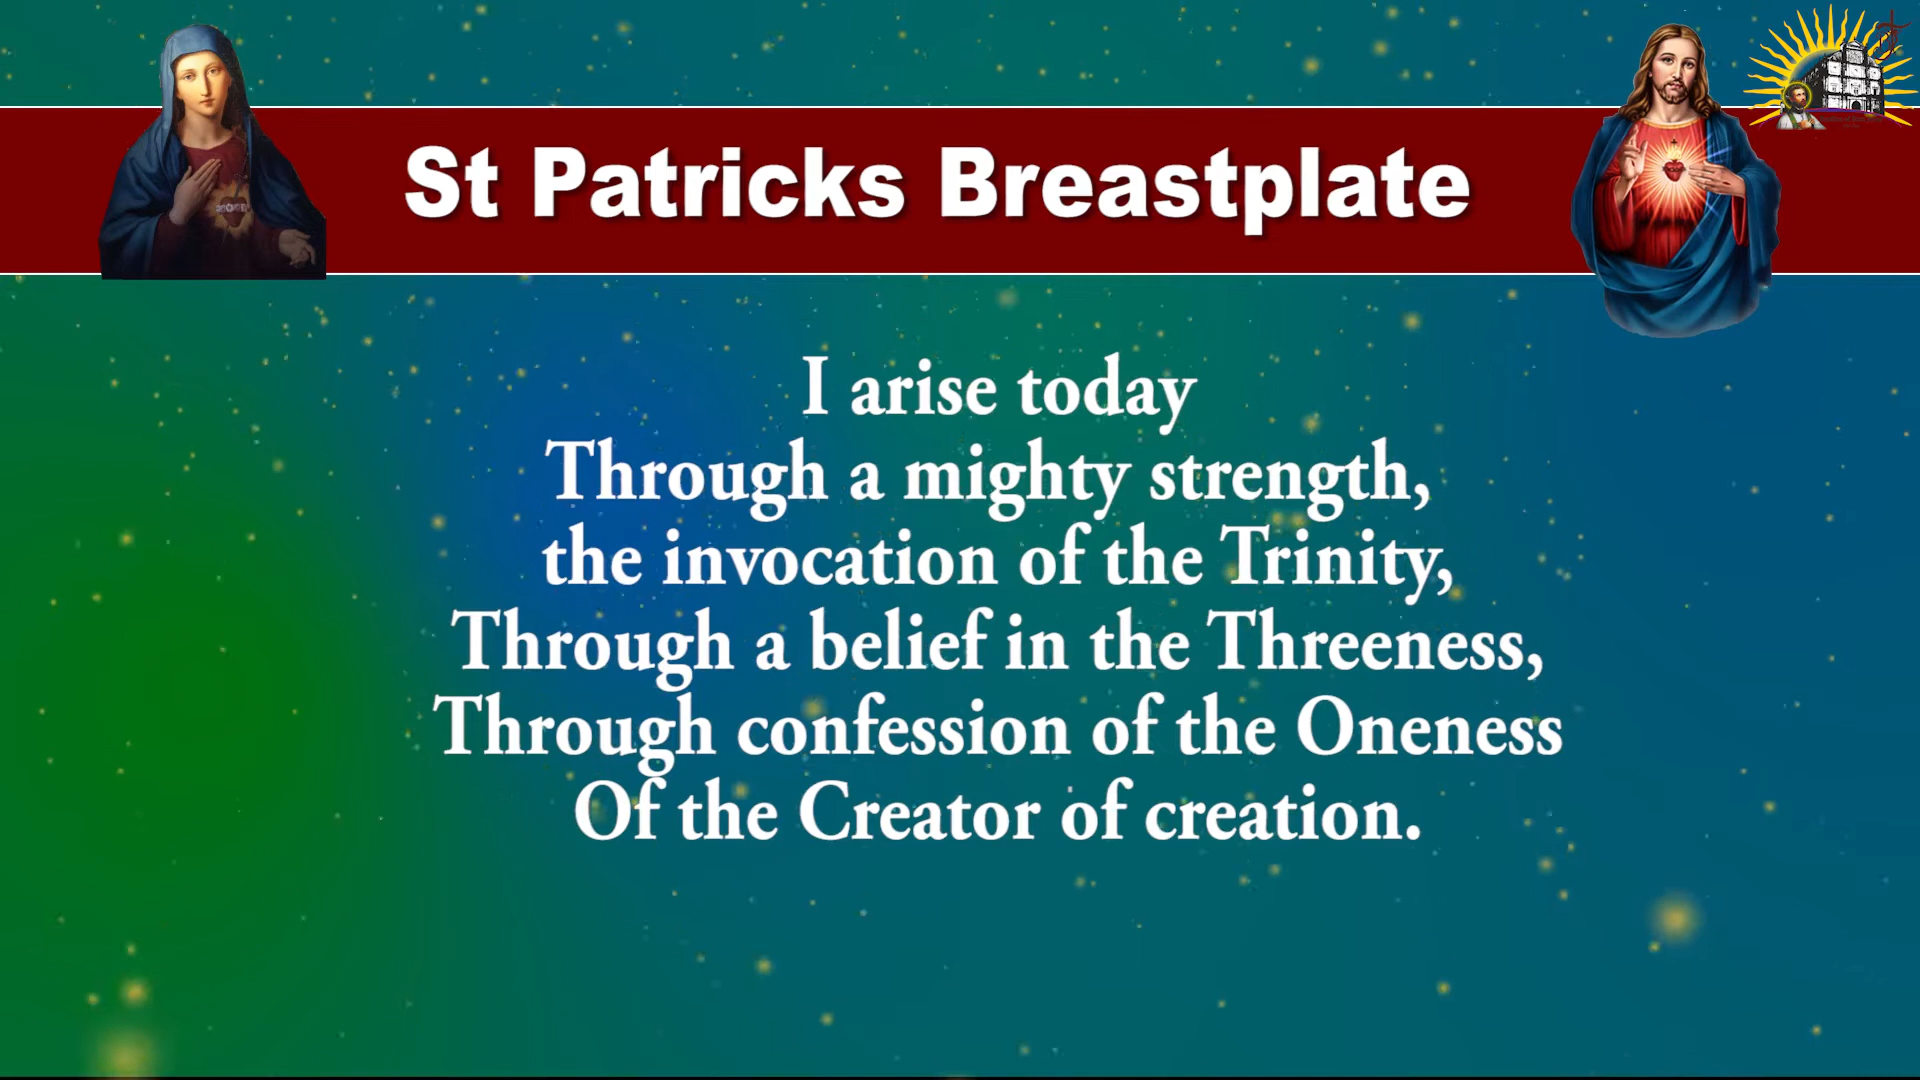 St Patricks Breastplate
I arise today
Through a mighty strength,
the invocation of the Trinity,
Through a belief in the Threeness,
Through confession of the Oneness
Of the Creator of creation.